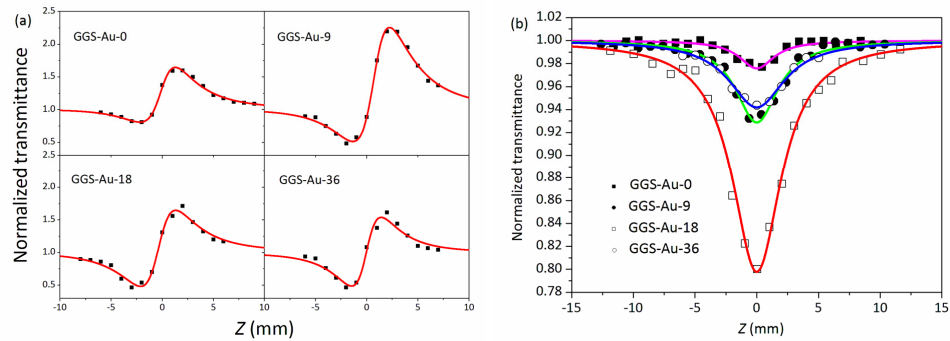 (a)
GGS-Au-0
GGS-Au-9
GGS-Au-18
GGS-Au-36
2.5
2.0
1.5
1.0
0.5
2.0
1.5
1.0
0.5
-10
-5
0
5
10
-5
0
5
10
Normalized transmittance
Z (mm)
(b)
1.02
1.00
0.98
0.96
0.94
0.92
0.90
0.88
0.86
0.84
0.82
0.80
0.78
-15
-10
-5
0
5
10
15
Normalized transmittance
Z (mm)
GGS-Au-0
GGS-Au-9
GGS-Au-18
GGS-Au-36